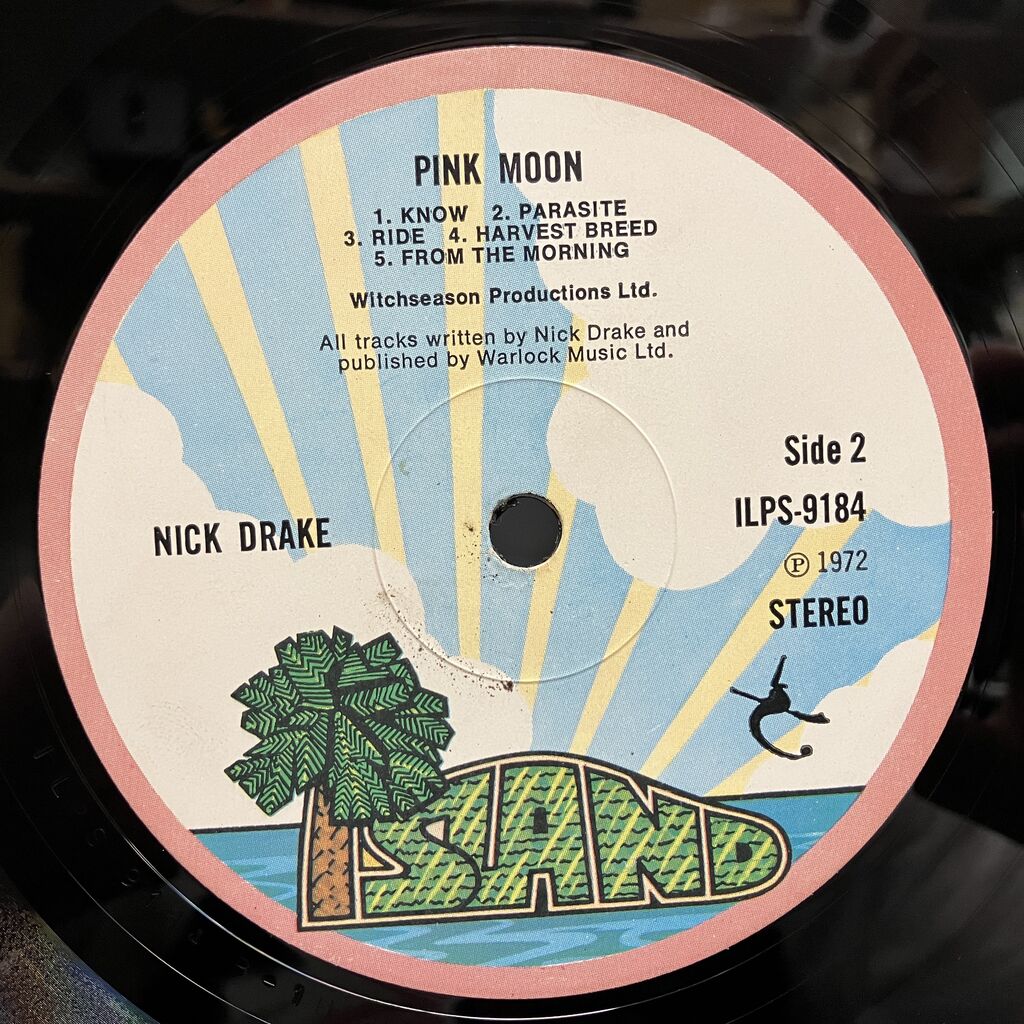 PINK MOON
1. KNOW 2. PARASITE
3. RIDE 4. HARVEST BREED
5. FROM THE MORNING
Witchseason Productions Ltd.
All tracks written by Nick Drake and
published by Warlock Music Ltd.
Side 2
ILPS-9184
NICK DRAKE
℗ 1972
STEREO
ISLAND